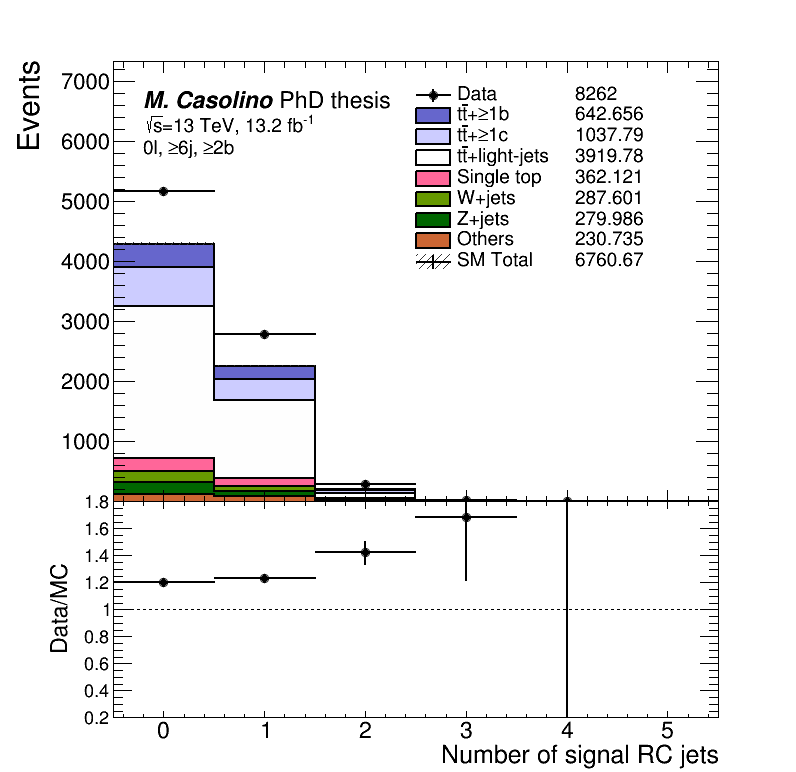 Events
7000
6000
5000
4000
3000
2000
1000
M. Casolino PhD thesis
√s=13 TeV, 13.2 fb⁻¹
0l, ≥6j, ≥2b
Data 8262
tt̄+≥1b 642.656
tt̄+≥1c 1037.79
tt̄+light-jets 3919.78
Single top 362.121
W+jets 287.601
Z+jets 279.986
Others 230.735
SM Total 6760.67
Data/MC
1.8
1.6
1.4
1.2
1
0.8
0.6
0.4
0.2
0 1 2 3 4 5
Number of signal RC jets